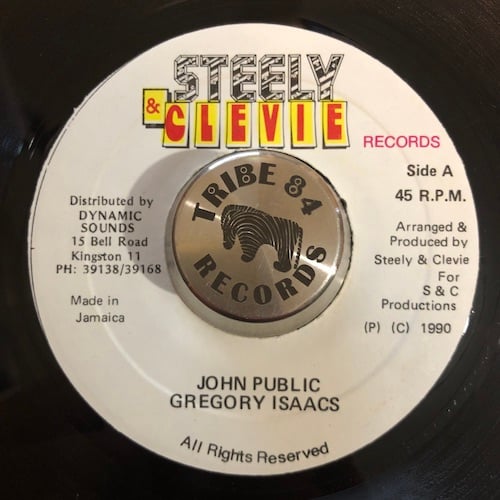 STEELY
& CLEVIE
RECORDS
Side A
45 R.P.M.
Distributed by
DYNAMIC
SOUNDS
15 Bell Road
Kingston 11
PH: 39138/39168
Made in
Jamaica
TRIBE 84
RECORDS
Arranged &
Produced by
Steely & Clevie
For
S & C
Productions
(P) (C) 1990
JOHN PUBLIC
GREGORY ISAACS
All Rights Reserved